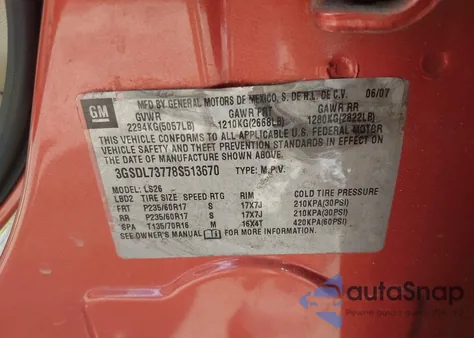 GM
MFD BY GENERAL MOTORS OF MEXICO, S. DE R.L. DE C.V. 06/07
GVWR GAWR FRT GAWR RR
2294KG(5057LB) 1210KG(2668LB) 1280KG(2822LB)
THIS VEHICLE CONFORMS TO ALL APPLICABLE U.S. FEDERAL MOTOR
VEHICLE SAFETY AND THEFT PREVENTION STANDARDS IN EFFECT ON
THE DATE OF MANUFACTURE SHOWN ABOVE.
3GSDL73778S513670 TYPE: M.P.V.
MODEL: LS26
LBD2 TIRE SIZE SPEED RTG RIM COLD TIRE PRESSURE
FRT P235/60R17 S 17X7J 210KPA(30PSI)
RR P235/60R17 S 17X7J 210KPA(30PSI)
SPA T135/70R16 M 16X4T 420KPA(60PSI)
SEE OWNER'S MANUAL FOR MORE INFORMATION.
autoSnap